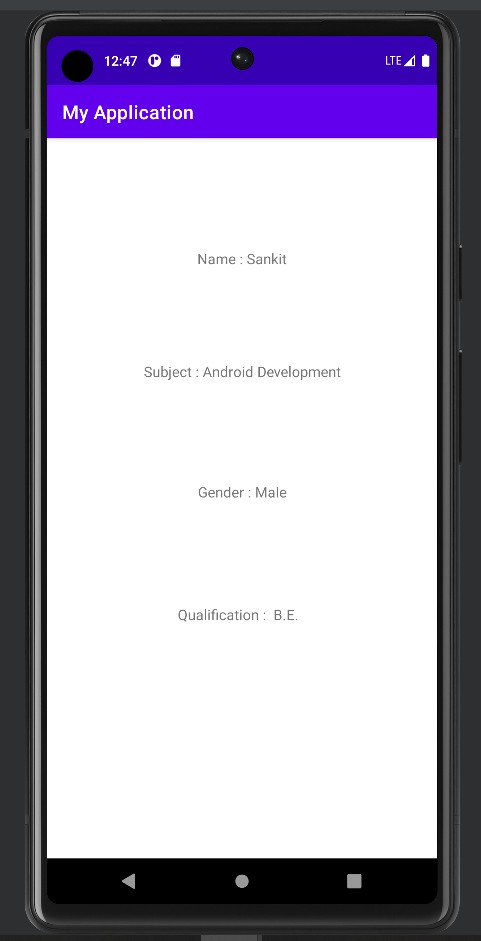 12:47 LTE
My Application
Name : Sankit
Subject : Android Development
Gender : Male
Qualification :  B.E.